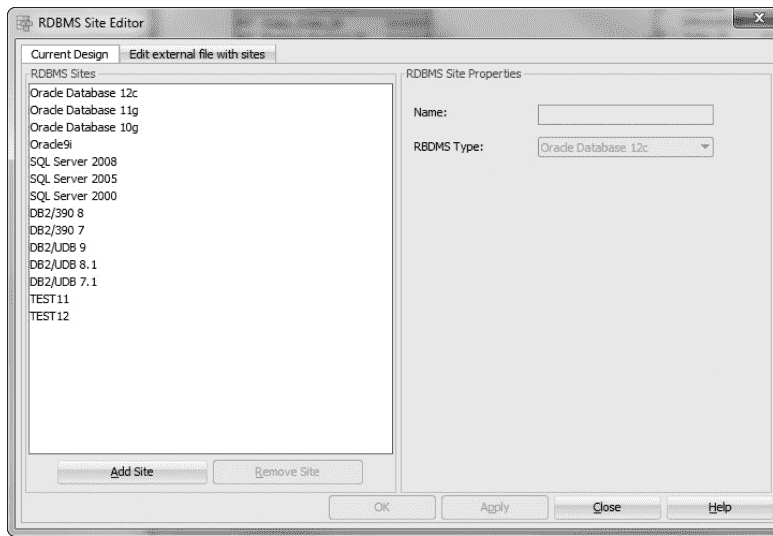 RDBMS Site Editor
Current Design
Edit external file with sites
RDBMS Sites
Oracle Database 12c
Oracle Database 11g
Oracle Database 10g
Oracle9i
SQL Server 2008
SQL Server 2005
SQL Server 2000
DB2/390 8
DB2/390 7
DB2/UDB 9
DB2/UDB 8.1
DB2/UDB 7.1
TEST11
TEST12
Add Site
Remove Site
RDBMS Site Properties
Name:
RBDMS Type:
Oracle Database 12c
OK
Apply
Close
Help